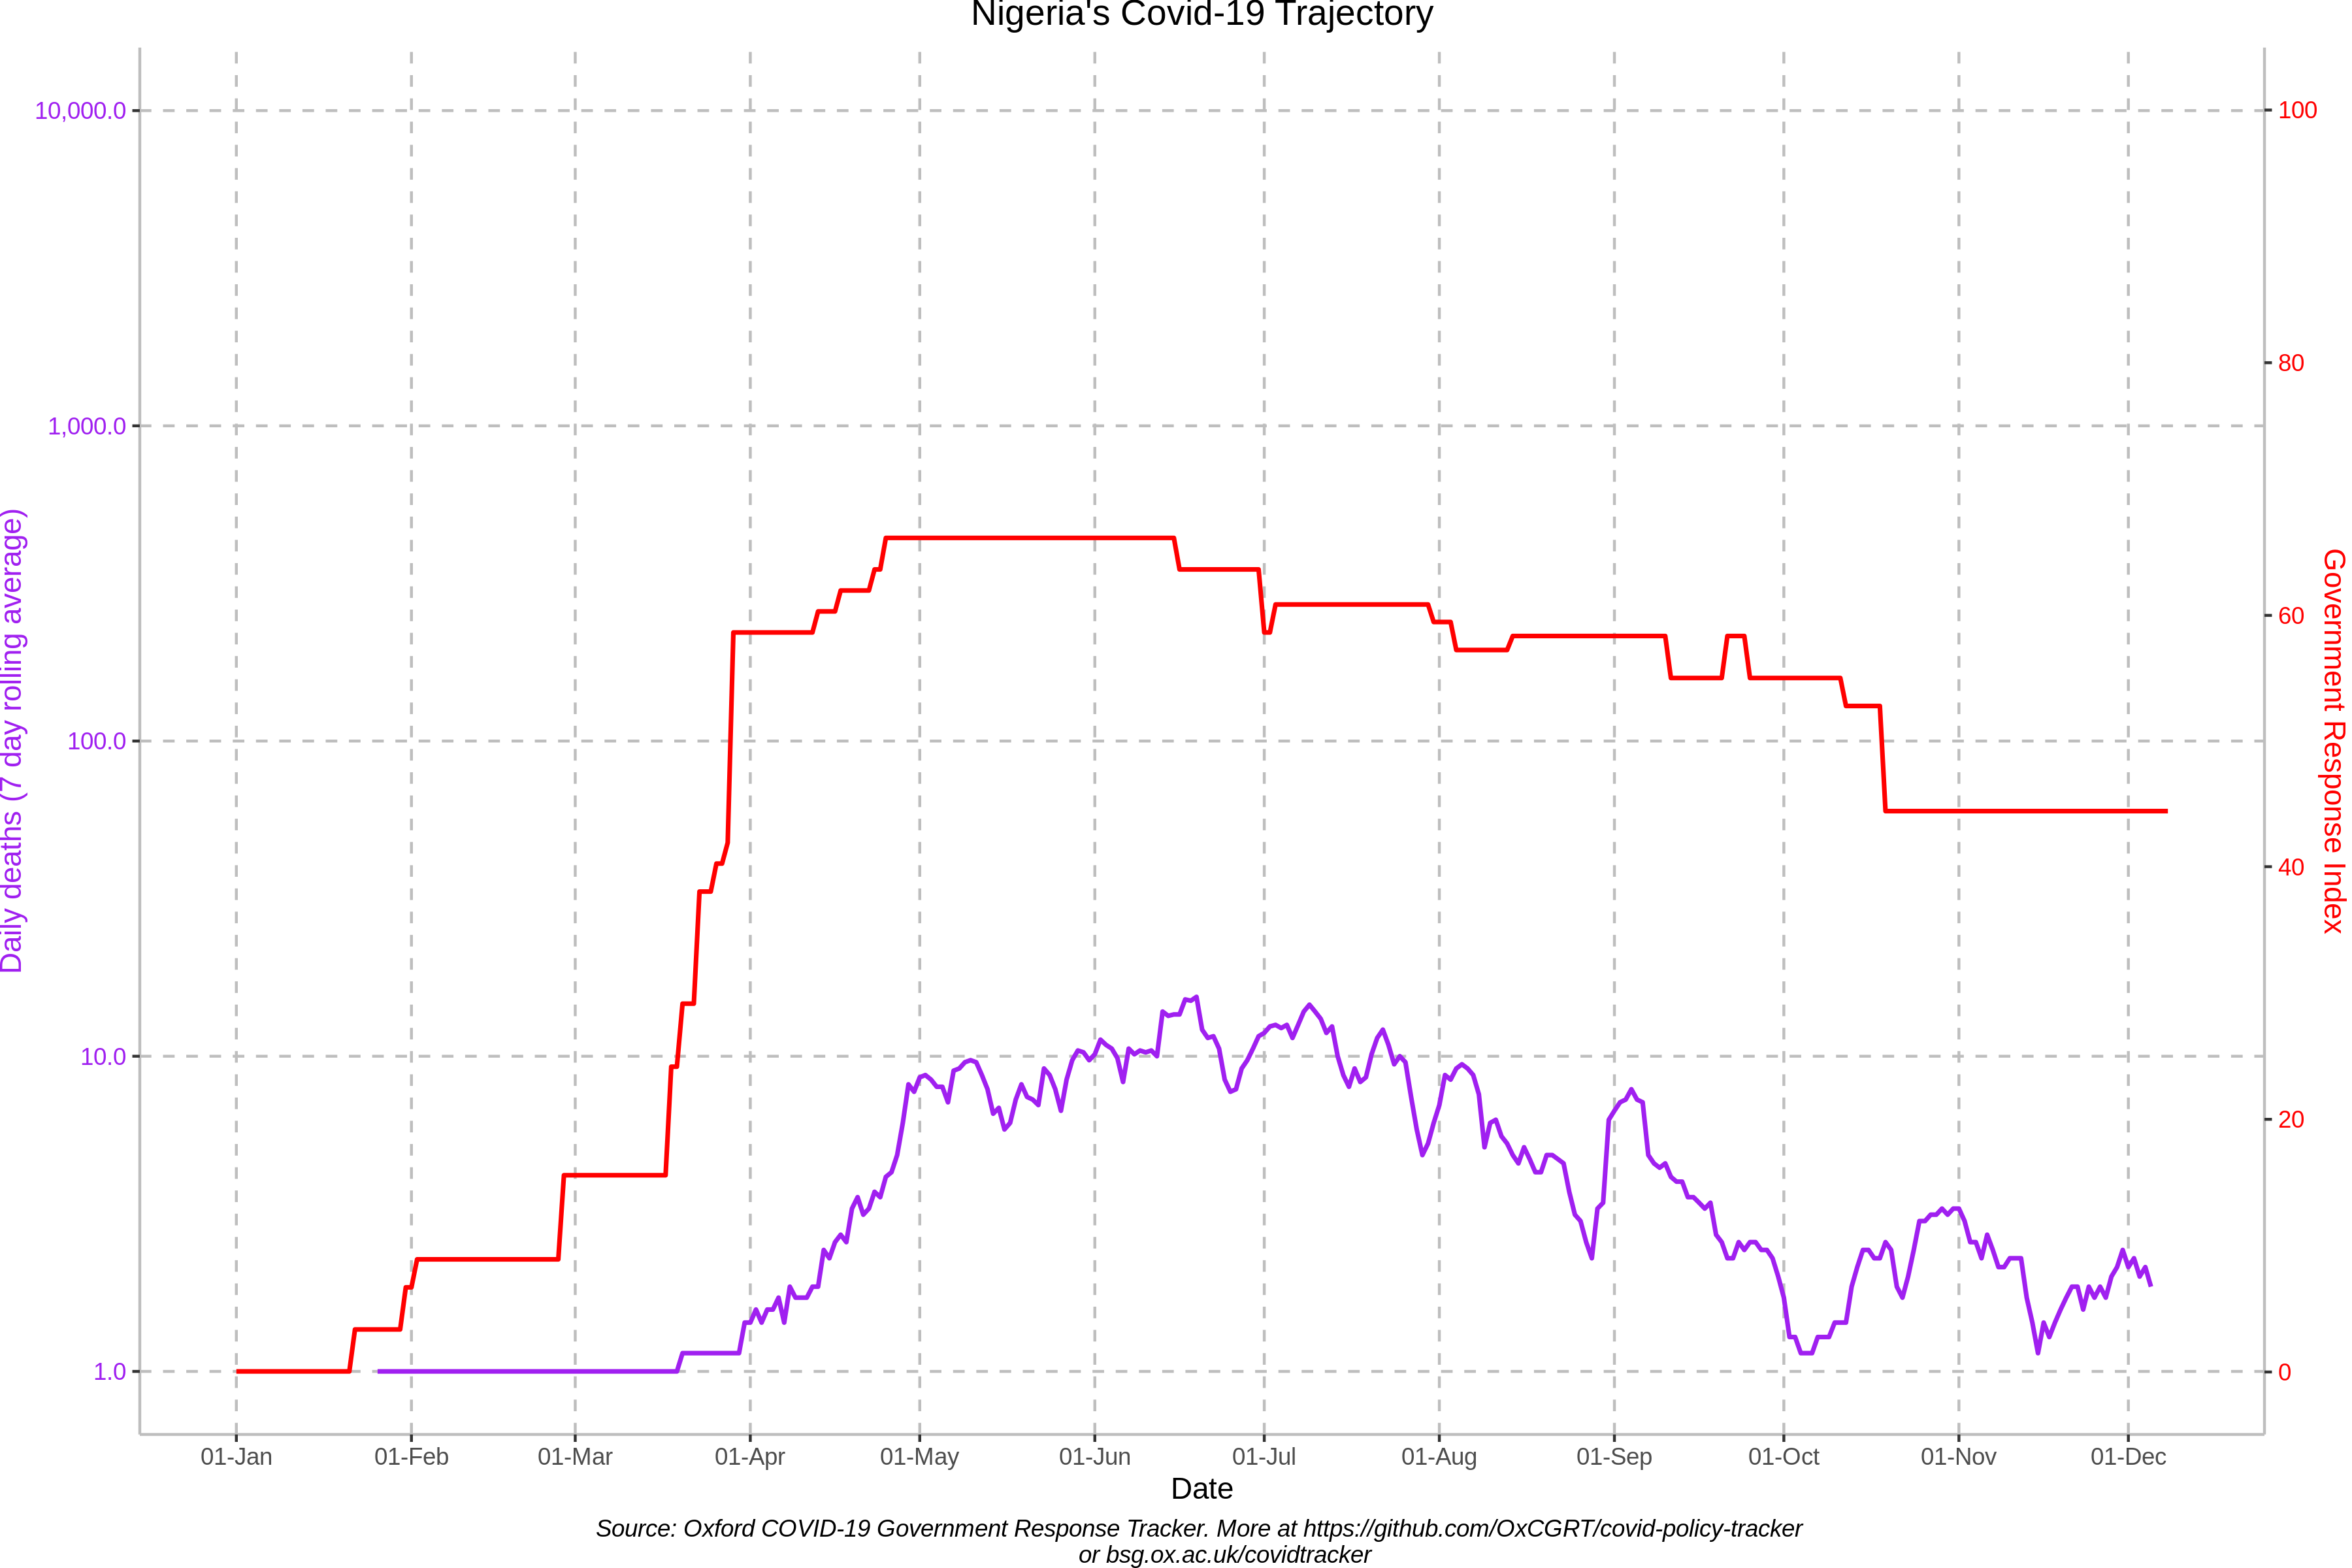 Nigeria's Covid-19 Trajectory
10,000.0
1,000.0
100.0
10.0
1.0
Daily deaths (7 day rolling average)
100
80
60
40
20
0
Government Response Index
01-Jan
01-Feb
01-Mar
01-Apr
01-May
01-Jun
01-Jul
01-Aug
01-Sep
01-Oct
01-Nov
01-Dec
Date
Source: Oxford COVID-19 Government Response Tracker. More at https://github.com/OxCGRT/covid-policy-tracker
or bsg.ox.ac.uk/covidtracker